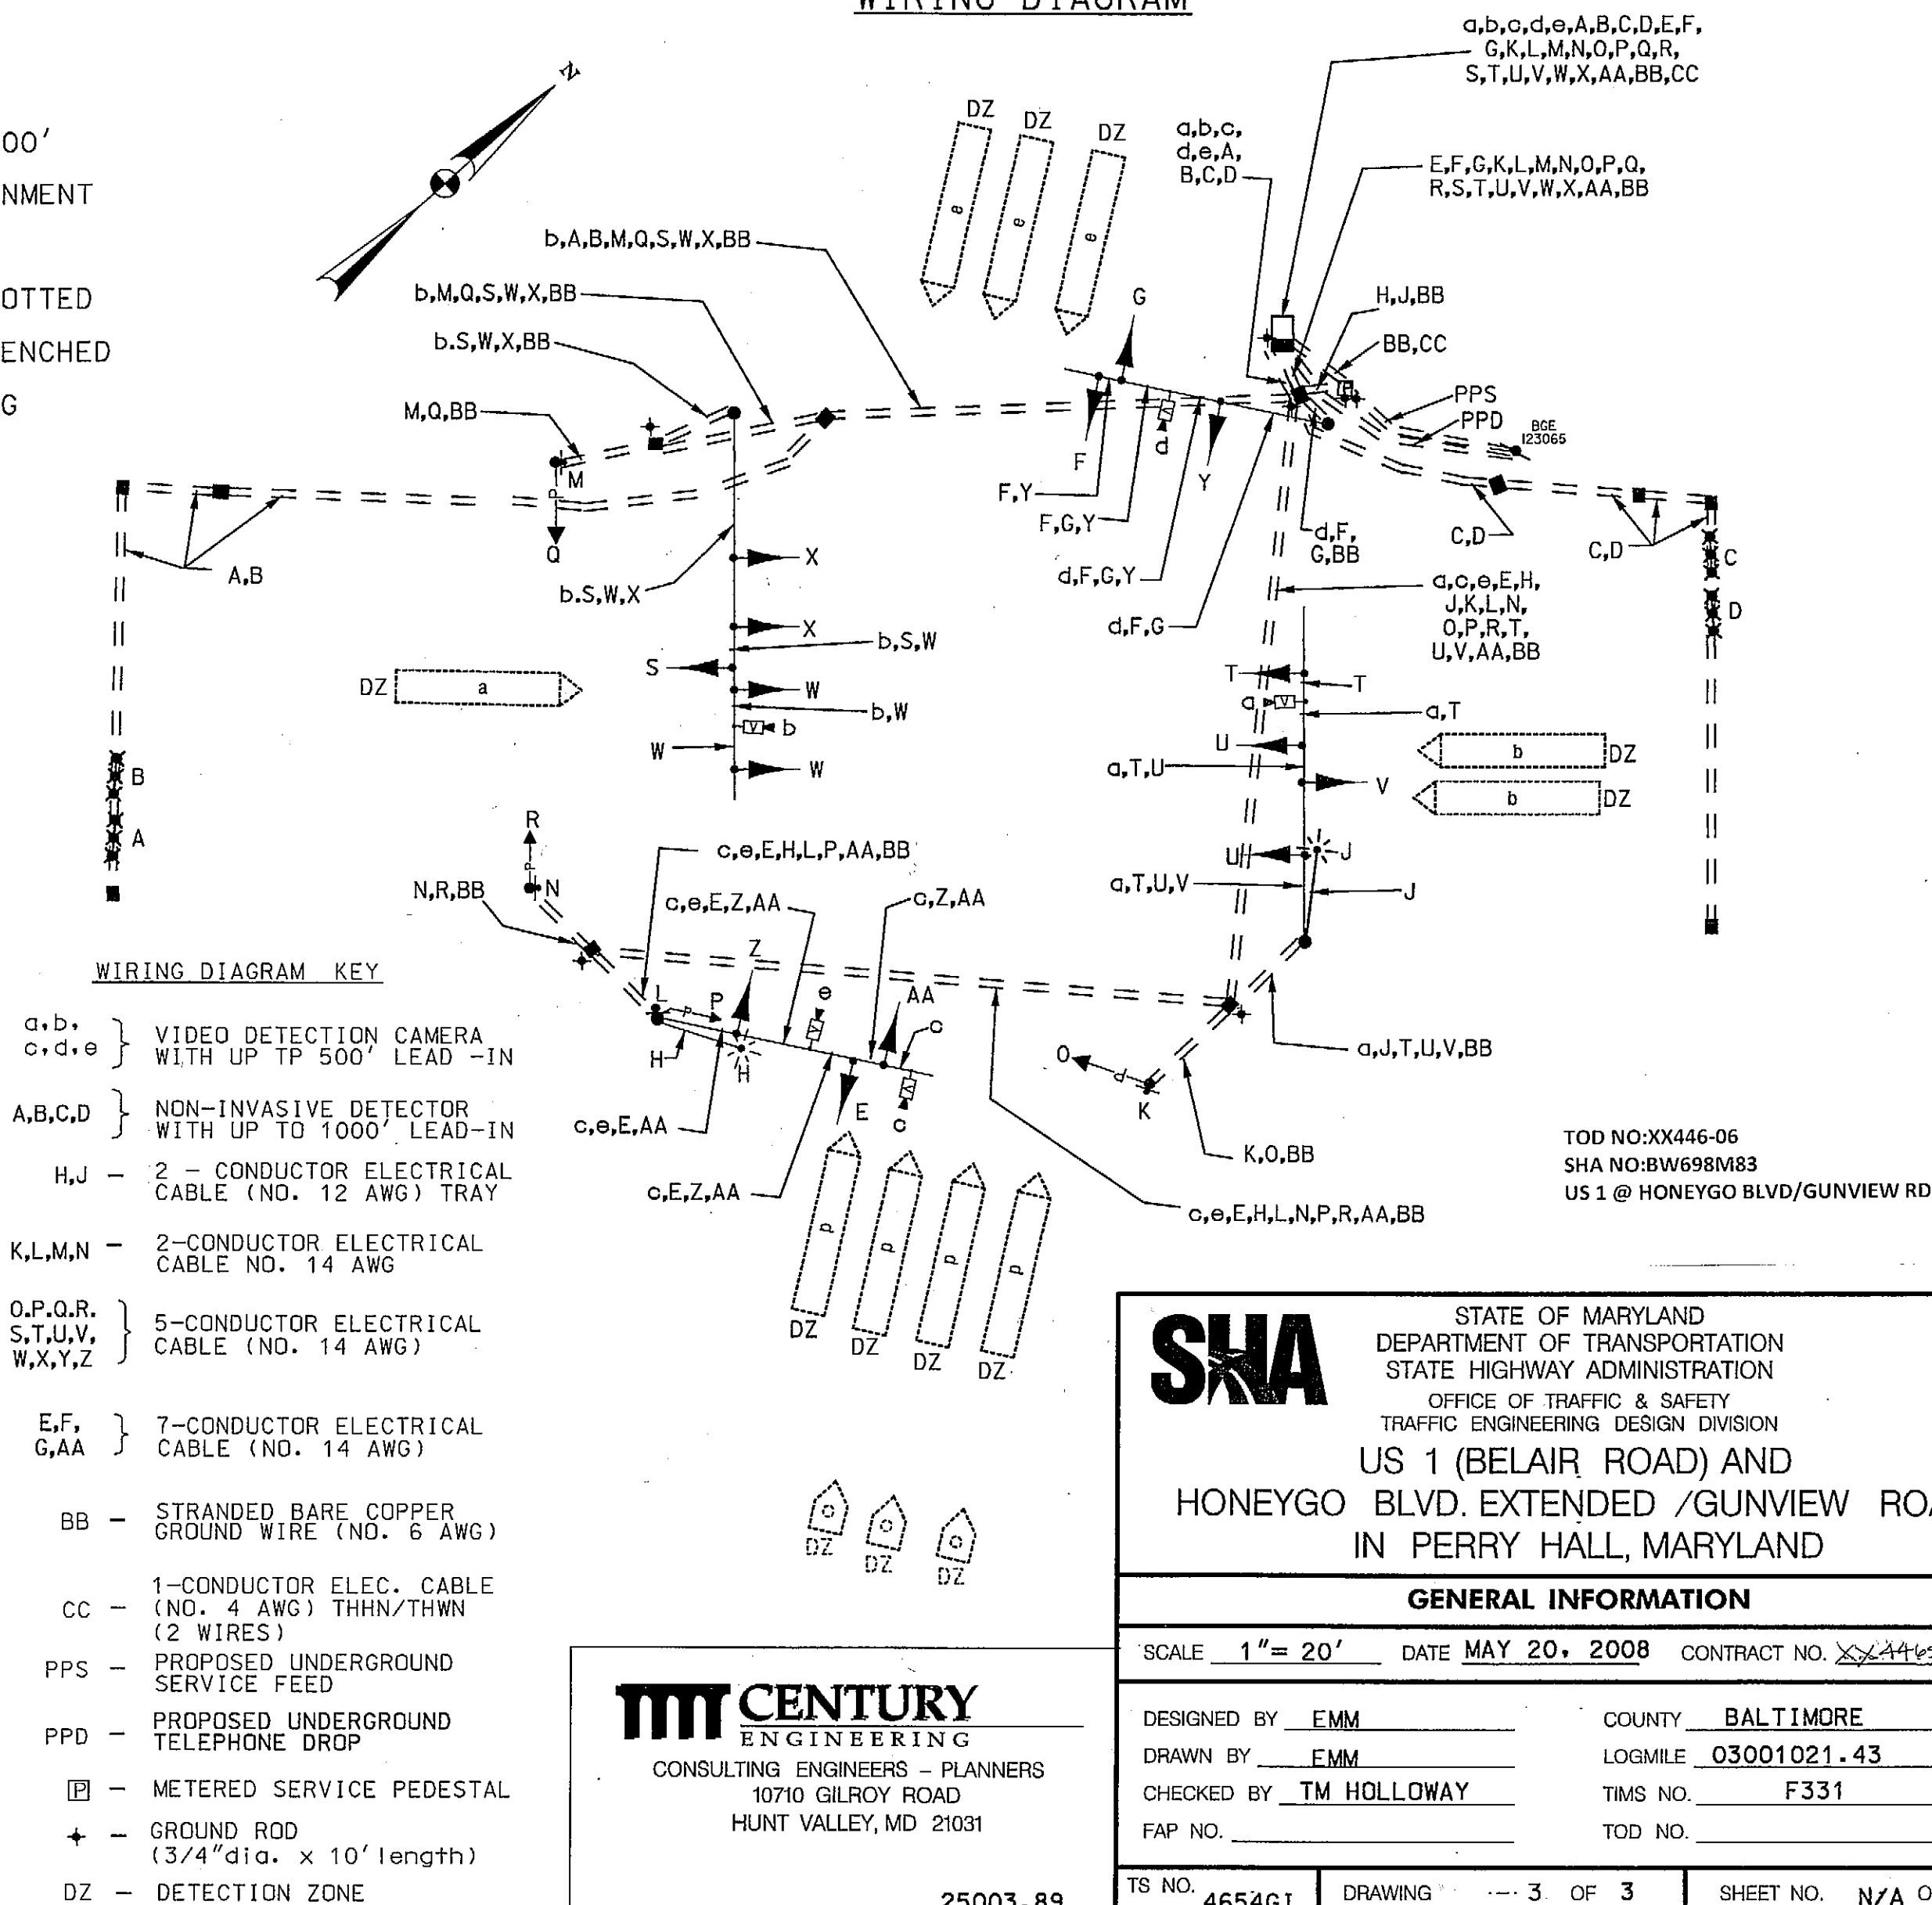 WIRING DIAGRAM
a,b,c,d,e,A,B,C,D,E,F,
G,K,L,M,N,O,P,Q,R,
S,T,U,V,W,X,AA,BB,CC
N
00'
NMENT
OTTED
ENCHED
G
DZ
DZ
DZ
e
e
e
a,b,c,
d,e,A,
B,C,D
E,F,G,K,L,M,N,O,P,Q,
R,S,T,U,V,W,X,AA,BB
b,A,B,M,Q,S,W,X,BB
b,M,Q,S,W,X,BB
b.S,W,X,BB
M,Q,BB
G
H,J,BB
BB,CC
P
PPS
PPD
BGE
123065
M
P
Q
F
d
Y
F,Y
F,G,Y
d,F,G,Y
d,F,G
d,F,
G,BB
C,D
C,D
C
D
A,B
X
b.S,W,X
X
b,S,W
S
W
b,W
V
b
W
W
DZ
a
B
A
a,c,e,E,H,
J,K,L,N,
O,P,R,T,
U,V,AA,BB
T
T
a
V
a,T
U
a,T,U
V
b
DZ
b
DZ
U
J
a,T,U,V
J
R
P
N
N,R,BB
c,e,E,H,L,P,AA,BB
c,e,E,Z,AA
c,Z,AA
Z
L
P
P
e
V
AA
c
H
H
E
V
c
c,e,E,AA
c,E,Z,AA
O
P
K
a,J,T,U,V,BB
K,O,BB
c,e,E,H,L,N,P,R,AA,BB
d
d
d
d
DZ
DZ
DZ
DZ
c
c
c
DZ
DZ
DZ
TOD NO:XX446-06
SHA NO:BW698M83
US 1 @ HONEYGO BLVD/GUNVIEW RD
WIRING DIAGRAM KEY
a,b,
c,d,e } VIDEO DETECTION CAMERA
WITH UP TP 500' LEAD -IN
A,B,C,D } NON-INVASIVE DETECTOR
WITH UP TO 1000' LEAD-IN
H,J – 2 – CONDUCTOR ELECTRICAL
CABLE (NO. 12 AWG) TRAY
K,L,M,N – 2-CONDUCTOR ELECTRICAL
CABLE NO. 14 AWG
O.P.Q.R.
S,T,U,V,
W,X,Y,Z } 5-CONDUCTOR ELECTRICAL
CABLE (NO. 14 AWG)
E,F,
G,AA } 7-CONDUCTOR ELECTRICAL
CABLE (NO. 14 AWG)
BB – STRANDED BARE COPPER
GROUND WIRE (NO. 6 AWG)
CC – 1-CONDUCTOR ELEC. CABLE
(NO. 4 AWG) THHN/THWN
(2 WIRES)
PPS – PROPOSED UNDERGROUND
SERVICE FEED
PPD – PROPOSED UNDERGROUND
TELEPHONE DROP
P – METERED SERVICE PEDESTAL
– GROUND ROD
(3/4"dia. x 10' length)
DZ – DETECTION ZONE
CENTURY
ENGINEERING
CONSULTING ENGINEERS – PLANNERS
10710 GILROY ROAD
HUNT VALLEY, MD 21031
25003.89
SHA
STATE OF MARYLAND
DEPARTMENT OF TRANSPORTATION
STATE HIGHWAY ADMINISTRATION
OFFICE OF TRAFFIC & SAFETY
TRAFFIC ENGINEERING DESIGN DIVISION
US 1 (BELAIR ROAD) AND
HONEYGO BLVD. EXTENDED /GUNVIEW ROA
IN PERRY HALL, MARYLAND
GENERAL INFORMATION
SCALE 1"= 20' DATE MAY 20, 2008 CONTRACT NO.
DESIGNED BY EMM COUNTY BALTIMORE
DRAWN BY EMM LOGMILE 03001021.43
CHECKED BY TM HOLLOWAY TIMS NO. F331
FAP NO. TOD NO.
TS NO. 4654GI DRAWING 3 OF 3 SHEET NO. N/A O